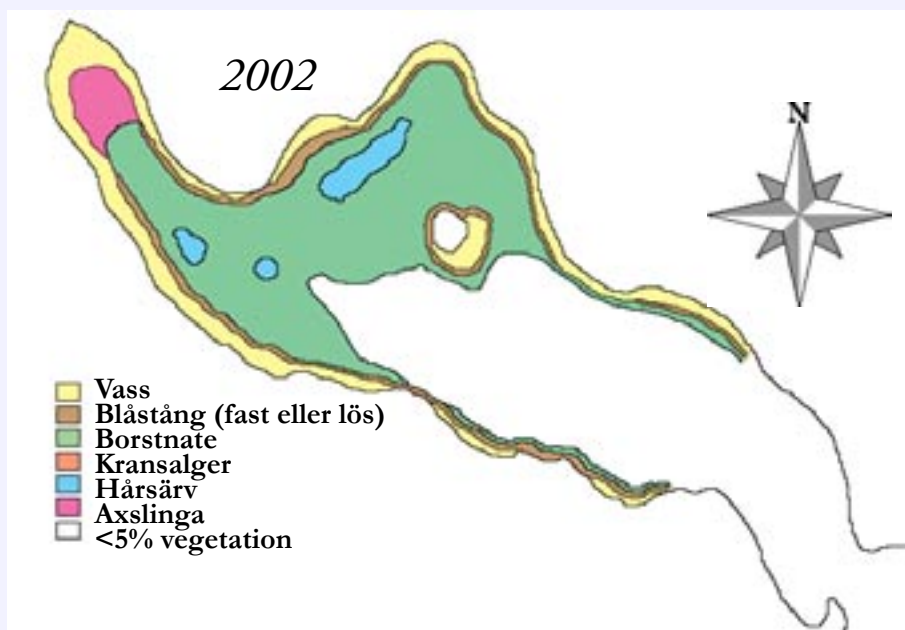 2002
N
Vass
Blåstång (fast eller lös)
Borstnate
Kransalger
Hårsärv
Axslinga
<5% vegetation